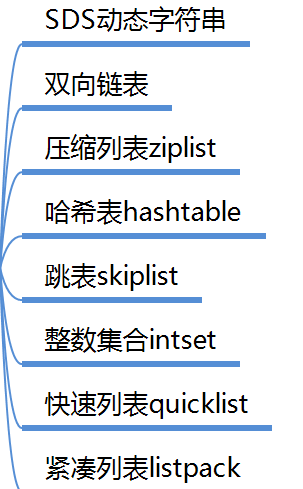 SDS动态字符串
双向链表
压缩列表ziplist
哈希表hashtable
跳表skiplist
整数集合intset
快速列表quicklist
紧凑列表listpack